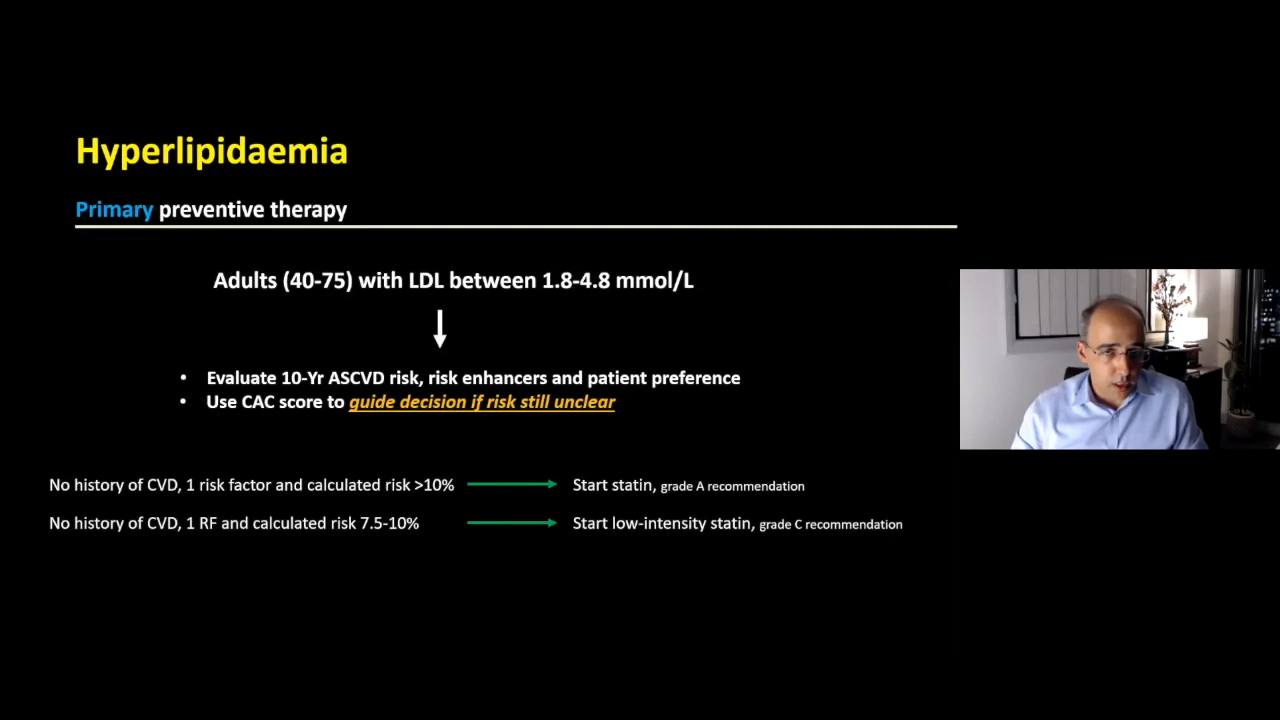 Hyperlipidaemia
Primary preventive therapy
Adults (40-75) with LDL between 1.8-4.8 mmol/L
• Evaluate 10-Yr ASCVD risk, risk enhancers and patient preference
• Use CAC score to guide decision if risk still unclear
No history of CVD, 1 risk factor and calculated risk >10% Start statin, grade A recommendation
No history of CVD, 1 RF and calculated risk 7.5-10% Start low-intensity statin, grade C recommendation